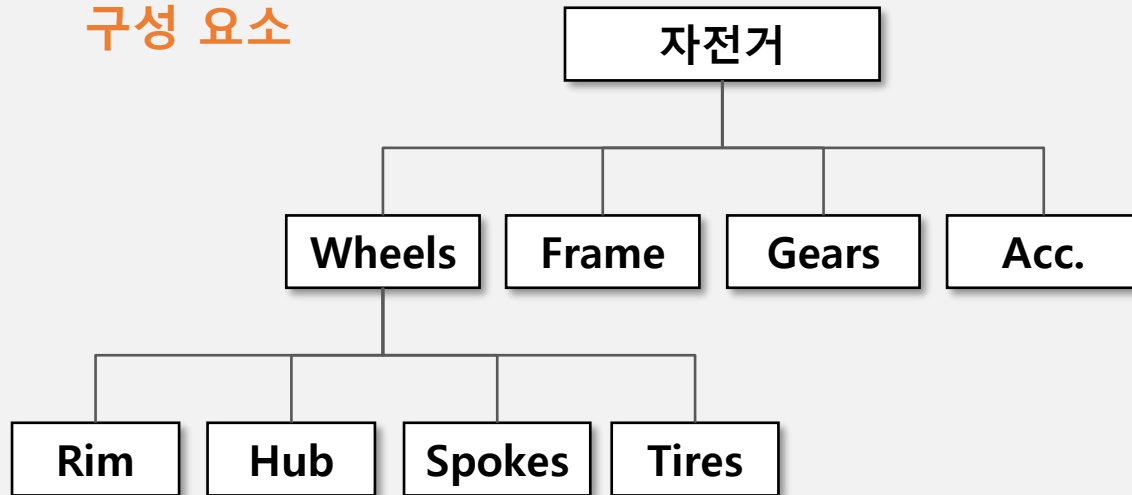 구성 요소
자전거
Wheels
Frame
Gears
Acc.
Rim
Hub
Spokes
Tires